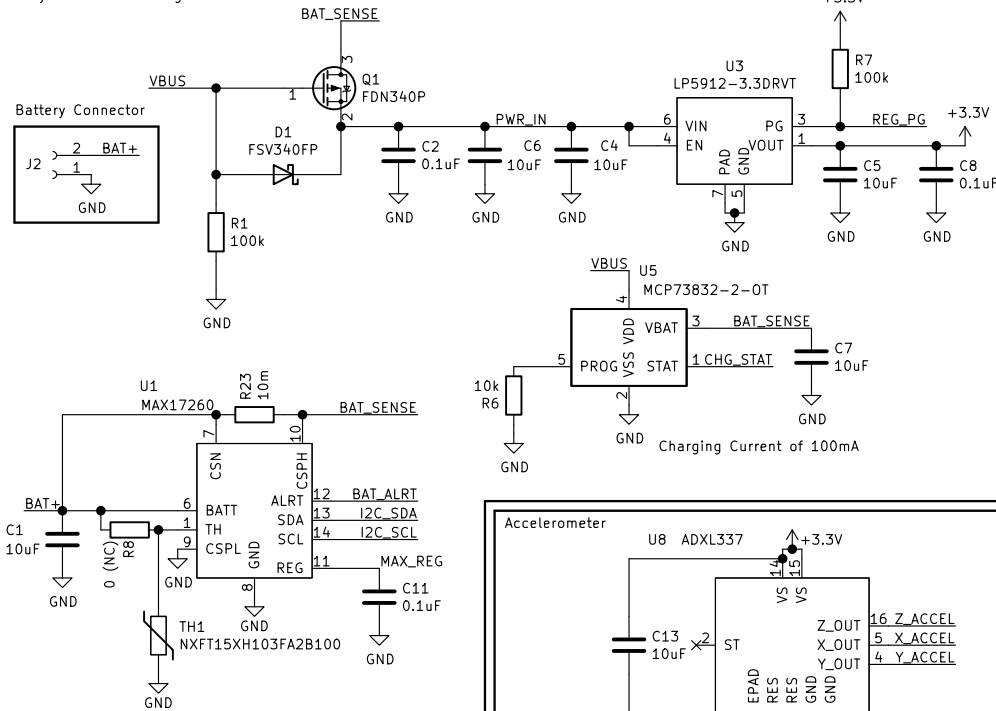 BAT_SENSE
VBUS
3
Q1
FDN340P
1
2
D1
FSV340FP
R1
100k
GND
Battery Connector
J2
2 BAT+
1
GND
PWR_IN
C2
0.1uF
GND
C6
10uF
GND
C4
10uF
GND
U3
LP5912-3.3DRVT
6 VIN
4 EN
PG 3
VOUT 1
PAD
GND
7
5
GND
R7
100k
REG_PG
+3.3V
C5
10uF
GND
C8
0.1uF
GND
VBUS
U5
MCP73832-2-OT
4
VDD
VBAT 3 BAT_SENSE
5 PROG
VSS
STAT 1 CHG_STAT
2
GND
10k
R6
GND
C7
10uF
GND
Charging Current of 100mA
U1
MAX17260
R23
10m
BAT_SENSE
7
CSN
10
CSPH
BAT+
6 BATT
1 TH
9 CSPL
GND
GND
8
GND
ALRT 12 BAT_ALRT
SDA 13 I2C_SDA
SCL 14 I2C_SCL
REG 11 MAX_REG
C11
0.1uF
GND
C1
10uF
GND
0 (NC)
R8
TH1
NXFT15XH103FA2B100
GND
Accelerometer
U8 ADXL337
+3.3V
14
15
VS
VS
C13
10uF
2 ST
Z_OUT 16 Z_ACCEL
X_OUT 5 X_ACCEL
Y_OUT 4 Y_ACCEL
EPAD
RES
RES
GND
GND